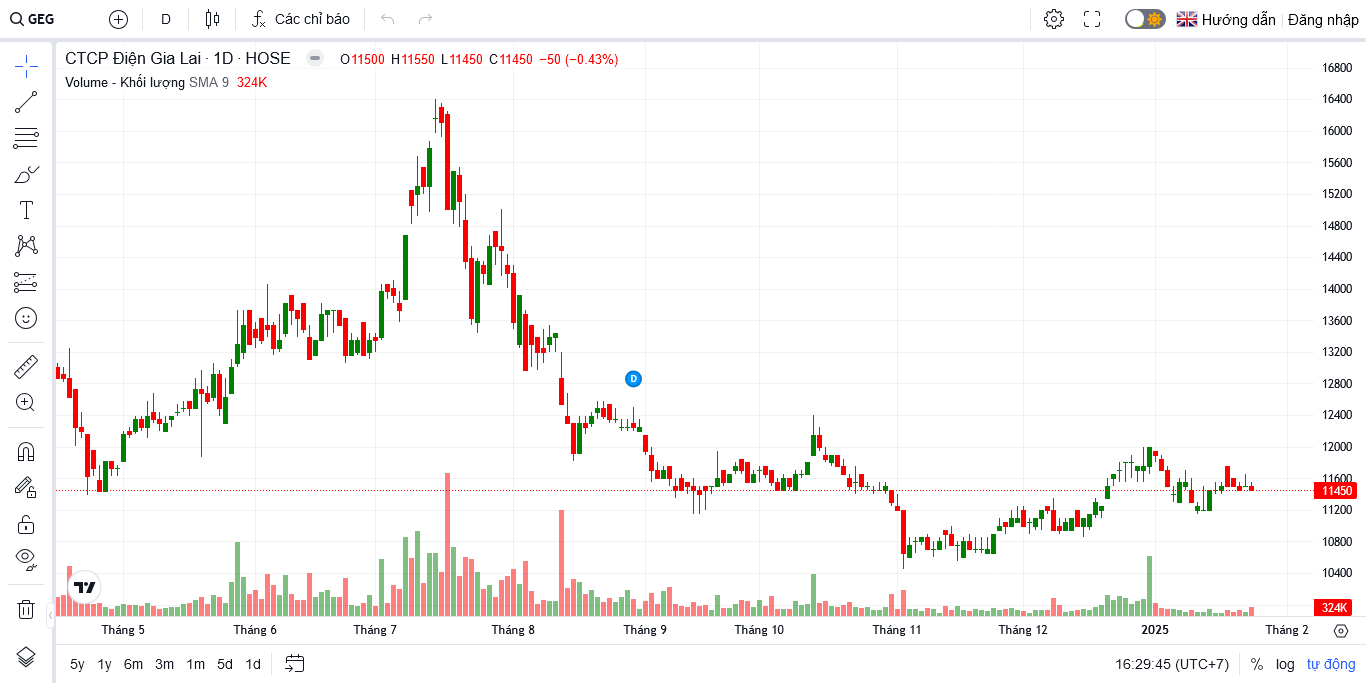 GEG D Các chỉ báo Hướng dẫn Đăng nhập
CTCP Điện Gia Lai · 1D · HOSE O11500 H11550 L11450 C11450 −50 (−0.43%)
Volume - Khối lượng SMA 9 324K
16800
16400
16000
15600
15200
14800
14400
14000
13600
13200
12800
D
12400
12000
11600
11450
11200
10800
10400
324K
Tháng 5 Tháng 6 Tháng 7 Tháng 8 Tháng 9 Tháng 10 Tháng 11 Tháng 12 2025 Tháng 2
5y 1y 6m 3m 1m 5d 1d 16:29:45 (UTC+7) % log tự động